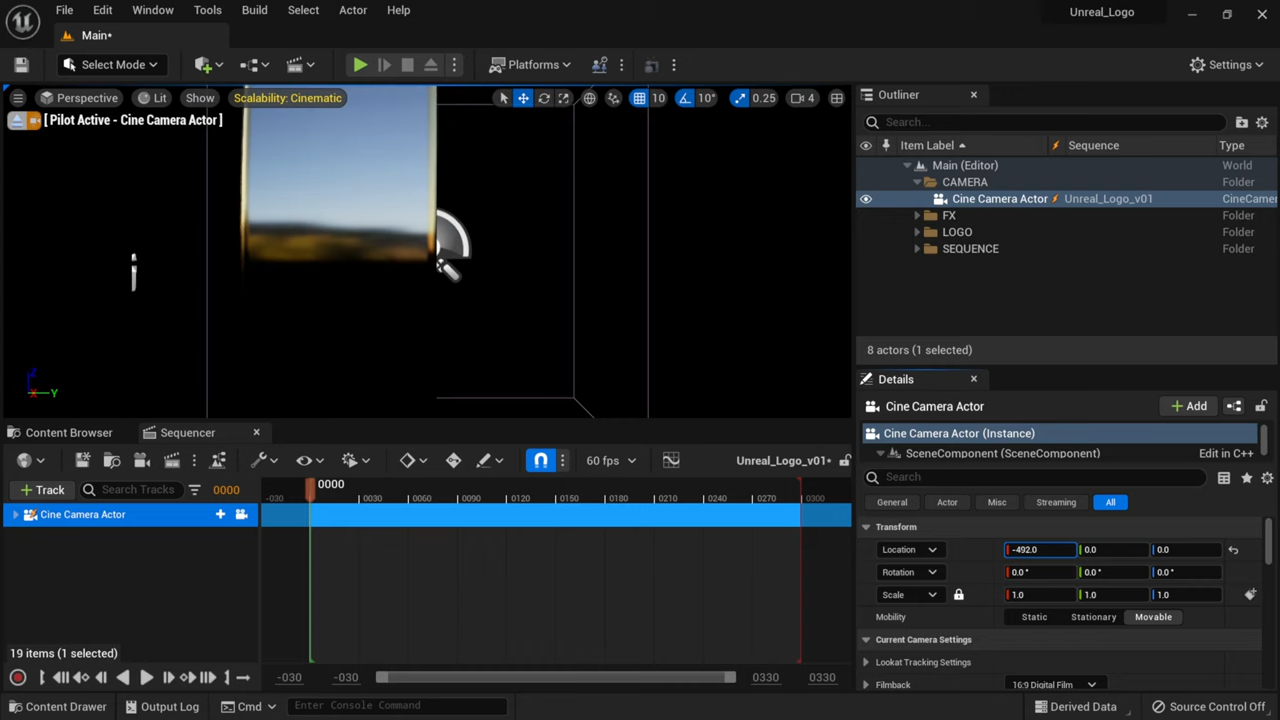 File Edit Window Tools Build Select Actor Help Unreal_Logo
Main*
Select Mode Platforms Settings
Perspective Lit Show Scalability: Cinematic 10 10° 0.25 4
[ Pilot Active - Cine Camera Actor ]
Outliner
Search...
Item Label Sequence Type
Main (Editor) World
CAMERA Folder
Cine Camera Actor Unreal_Logo_v01 CineCamer
FX Folder
LOGO Folder
SEQUENCE Folder
8 actors (1 selected)
Z
Y
Details
Cine Camera Actor Add
Cine Camera Actor (Instance)
SceneComponent (SceneComponent) Edit in C++
Search
General Actor Misc Streaming All
Transform
Location -492.0 0.0 0.0
Rotation 0.0° 0.0° 0.0°
Scale 1.0 1.0 1.0
Mobility Static Stationary Movable
Current Camera Settings
Lookat Tracking Settings
Filmback 16:9 Digital Film
Content Browser Sequencer
60 fps Unreal_Logo_v01*
Track Search Tracks 0000
0000
-030 0030 0060 0090 0120 0150 0180 0210 0240 0270 0300
Cine Camera Actor
19 items (1 selected)
-030 -030 0330 0330
Content Drawer Output Log Cmd Enter Console Command Derived Data Source Control Off